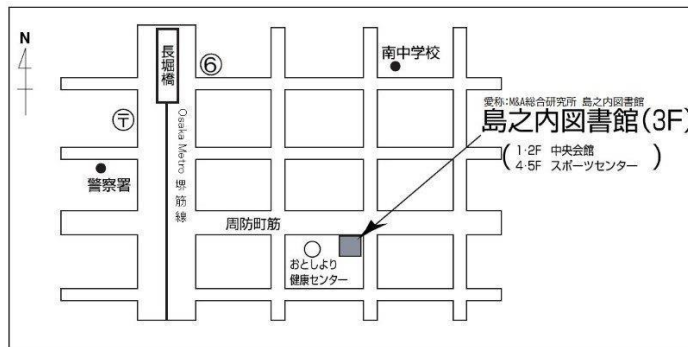 N
長堀橋
⑥
南中学校
愛称:M&A総合研究所 島之内図書館
島之内図書館(3F)
(1・2F 中央会館
4・5F スポーツセンター)
〒
Osaka Metro 堺筋線
警察署
周防町筋
おとしより
健康センター